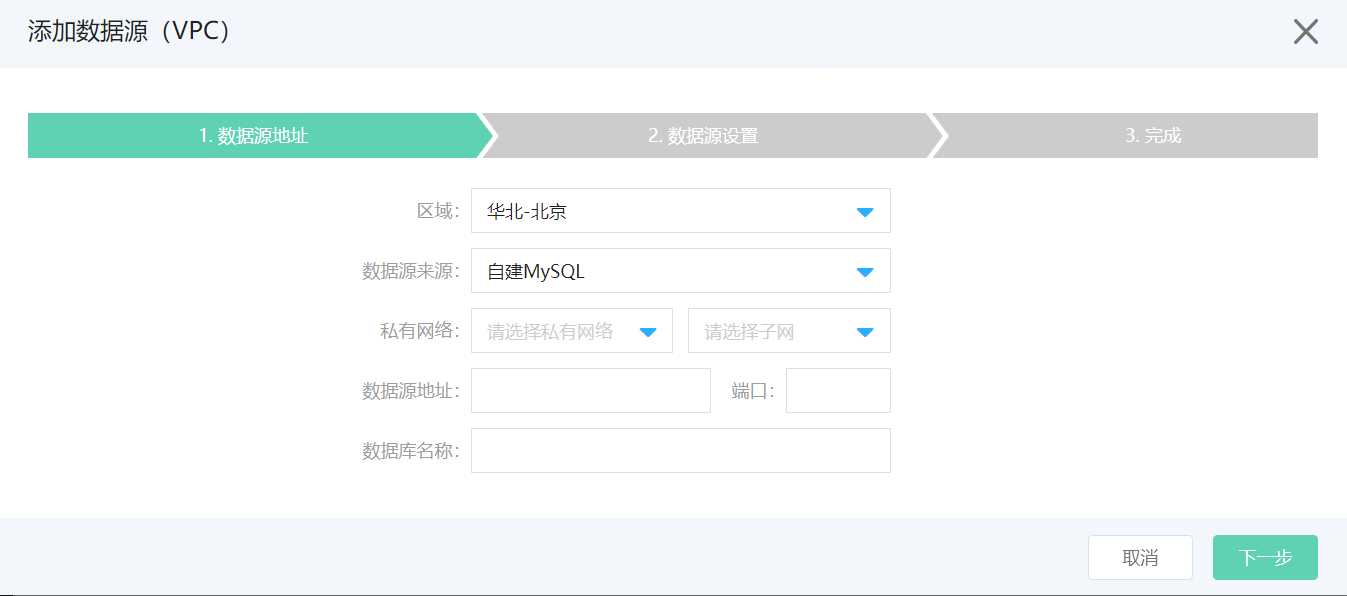 添加数据源（VPC）
1. 数据源地址
2. 数据源设置
3. 完成
区域：
华北-北京
数据源来源：
自建MySQL
私有网络：
请选择私有网络
请选择子网
数据源地址：
端口：
数据库名称：
取消
下一步